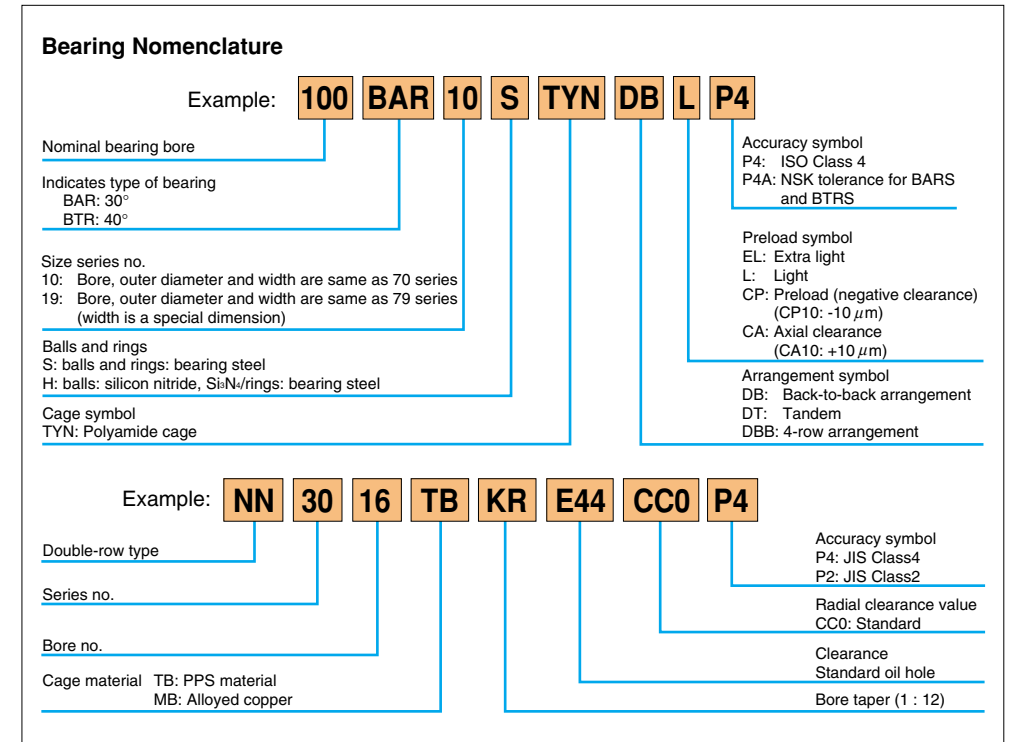 Bearing Nomenclature
Example: 100 BAR 10 S TYN DB L P4
Nominal bearing bore
Indicates type of bearing
BAR: 30°
BTR: 40°
Size series no.
10: Bore, outer diameter and width are same as 70 series
19: Bore, outer diameter and width are same as 79 series
(width is a special dimension)
Balls and rings
S: balls and rings: bearing steel
H: balls: silicon nitride, Si₃N₄/rings: bearing steel
Cage symbol
TYN: Polyamide cage
Accuracy symbol
P4: ISO Class 4
P4A: NSK tolerance for BARS
and BTRS
Preload symbol
EL: Extra light
L: Light
CP: Preload (negative clearance)
(CP10: -10 μm)
CA: Axial clearance
(CA10: +10 μm)
Arrangement symbol
DB: Back-to-back arrangement
DT: Tandem
DBB: 4-row arrangement
Example: NN 30 16 TB KR E44 CC0 P4
Double-row type
Series no.
Bore no.
Cage material TB: PPS material
MB: Alloyed copper
Accuracy symbol
P4: JIS Class4
P2: JIS Class2
Radial clearance value
CC0: Standard
Clearance
Standard oil hole
Bore taper (1 : 12)